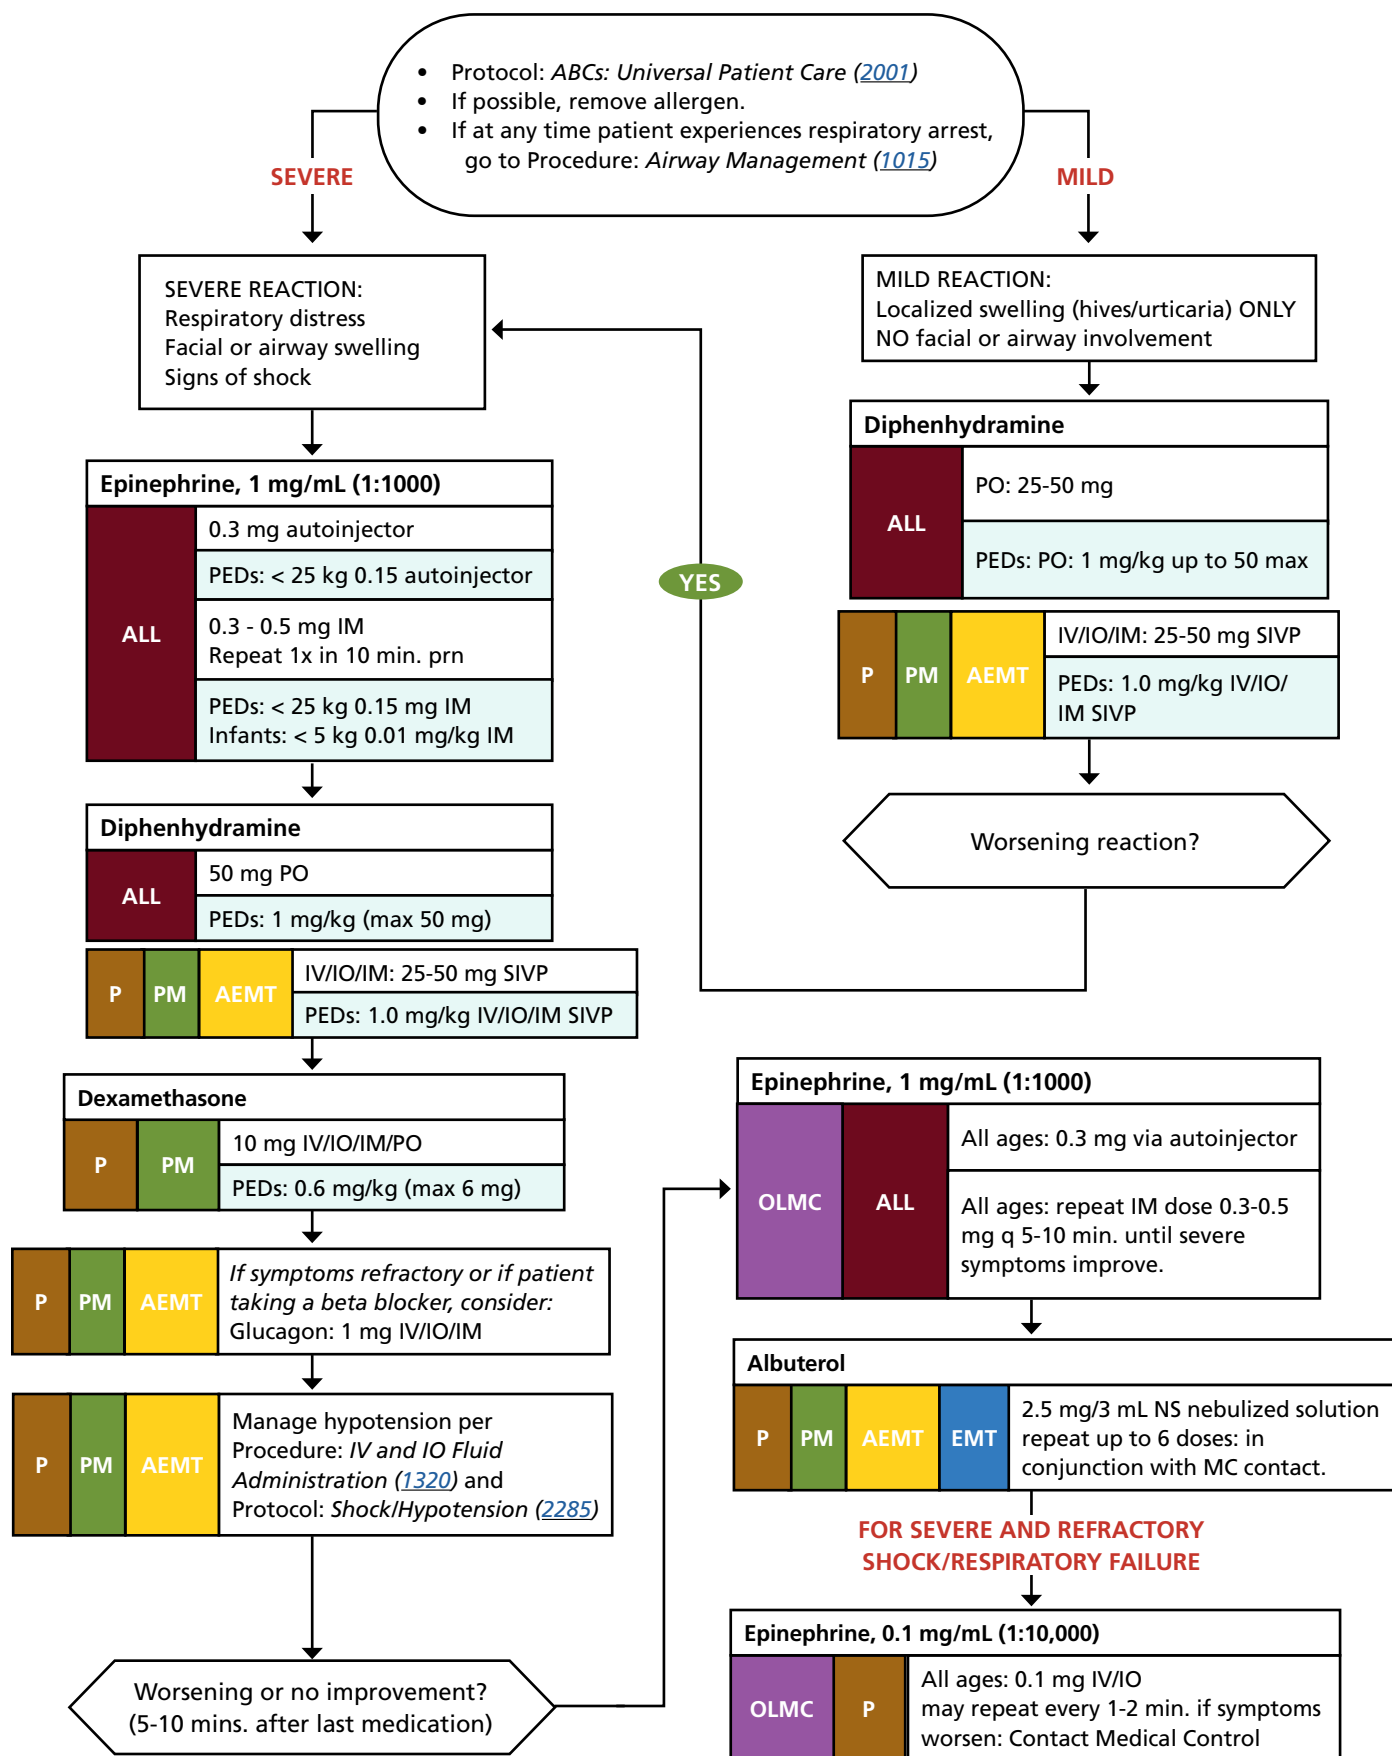 • Protocol: ABCs: Universal Patient Care (2001)
• If possible, remove allergen.
• If at any time patient experiences respiratory arrest,
go to Procedure: Airway Management (1015)
SEVERE
MILD
SEVERE REACTION:
Respiratory distress
Facial or airway swelling
Signs of shock
MILD REACTION:
Localized swelling (hives/urticaria) ONLY
NO facial or airway involvement
Diphenhydramine
ALL
PO: 25-50 mg
PEDs: PO: 1 mg/kg up to 50 max
P
PM
AEMT
IV/IO/IM: 25-50 mg SIVP
PEDs: 1.0 mg/kg IV/IO/
IM SIVP
Worsening reaction?
YES
Epinephrine, 1 mg/mL (1:1000)
ALL
0.3 mg autoinjector
PEDs: < 25 kg 0.15 autoinjector
0.3 - 0.5 mg IM
Repeat 1x in 10 min. prn
PEDs: < 25 kg 0.15 mg IM
Infants: < 5 kg 0.01 mg/kg IM
Diphenhydramine
ALL
50 mg PO
PEDs: 1 mg/kg (max 50 mg)
P
PM
AEMT
IV/IO/IM: 25-50 mg SIVP
PEDs: 1.0 mg/kg IV/IO/IM SIVP
Dexamethasone
P
PM
10 mg IV/IO/IM/PO
PEDs: 0.6 mg/kg (max 6 mg)
P
PM
AEMT
If symptoms refractory or if patient
taking a beta blocker, consider:
Glucagon: 1 mg IV/IO/IM
P
PM
AEMT
Manage hypotension per
Procedure: IV and IO Fluid
Administration (1320) and
Protocol: Shock/Hypotension (2285)
Worsening or no improvement?
(5-10 mins. after last medication)
Epinephrine, 1 mg/mL (1:1000)
OLMC
ALL
All ages: 0.3 mg via autoinjector
All ages: repeat IM dose 0.3-0.5
mg q 5-10 min. until severe
symptoms improve.
Albuterol
P
PM
AEMT
EMT
2.5 mg/3 mL NS nebulized solution
repeat up to 6 doses: in
conjunction with MC contact.
FOR SEVERE AND REFRACTORY
SHOCK/RESPIRATORY FAILURE
Epinephrine, 0.1 mg/mL (1:10,000)
OLMC
P
All ages: 0.1 mg IV/IO
may repeat every 1-2 min. if symptoms
worsen: Contact Medical Control